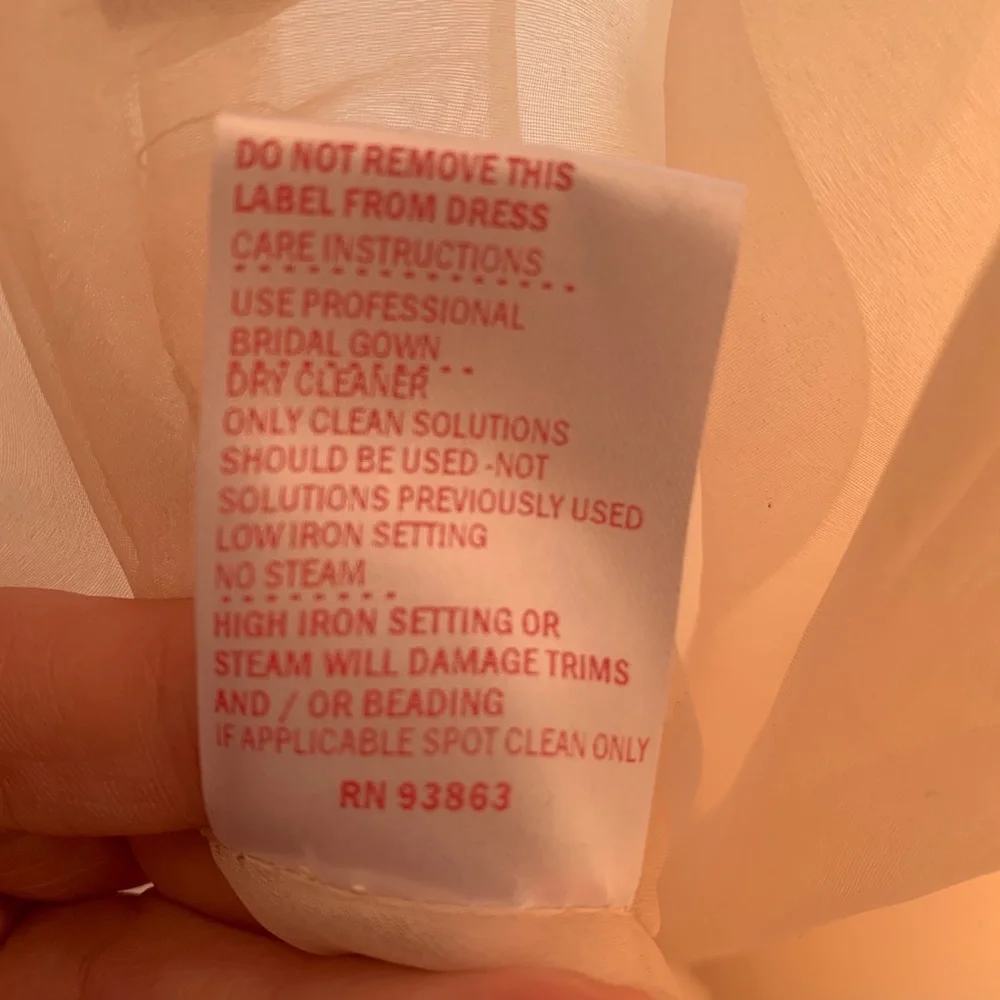 DO NOT REMOVE THIS
LABEL FROM DRESS
CARE INSTRUCTIONS
USE PROFESSIONAL
BRIDAL GOWN
DRY CLEANER
ONLY CLEAN SOLUTIONS
SHOULD BE USED -NOT
SOLUTIONS PREVIOUSLY USED
LOW IRON SETTING
NO STEAM
HIGH IRON SETTING OR
STEAM WILL DAMAGE TRIMS
AND / OR BEADING
IF APPLICABLE SPOT CLEAN ONLY
RN 93863